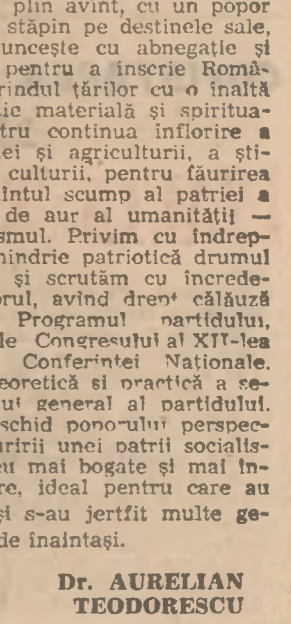 plin avînt, cu un popor
stăpîn pe destinele sale,
uncește cu abnegație și
pentru a înscrie Româ-
rîndul țărilor cu o înaltă
ție materială și spiritua-
tru continua înflorire a
ei și agriculturii, a ști-
culturii, pentru făurirea
întul scump al patriei a
de aur al umanității —
smul. Privim cu îndrep-
mîndrie patriotică drumul
și scrutăm cu încrede-
orul, avînd drept călăuză
Programul partidului,
le Congresului al XII-lea
Conferinței Naționale.
eoretică și practică a se-
ui general al partidului.
schid poporului perspec-
uririi unei patrii socialis-
eu mai bogate și mai în-
re, ideal pentru care au
și s-au jertfit multe ge-
de înaintași.
Dr. AURELIAN
TEODORESCU